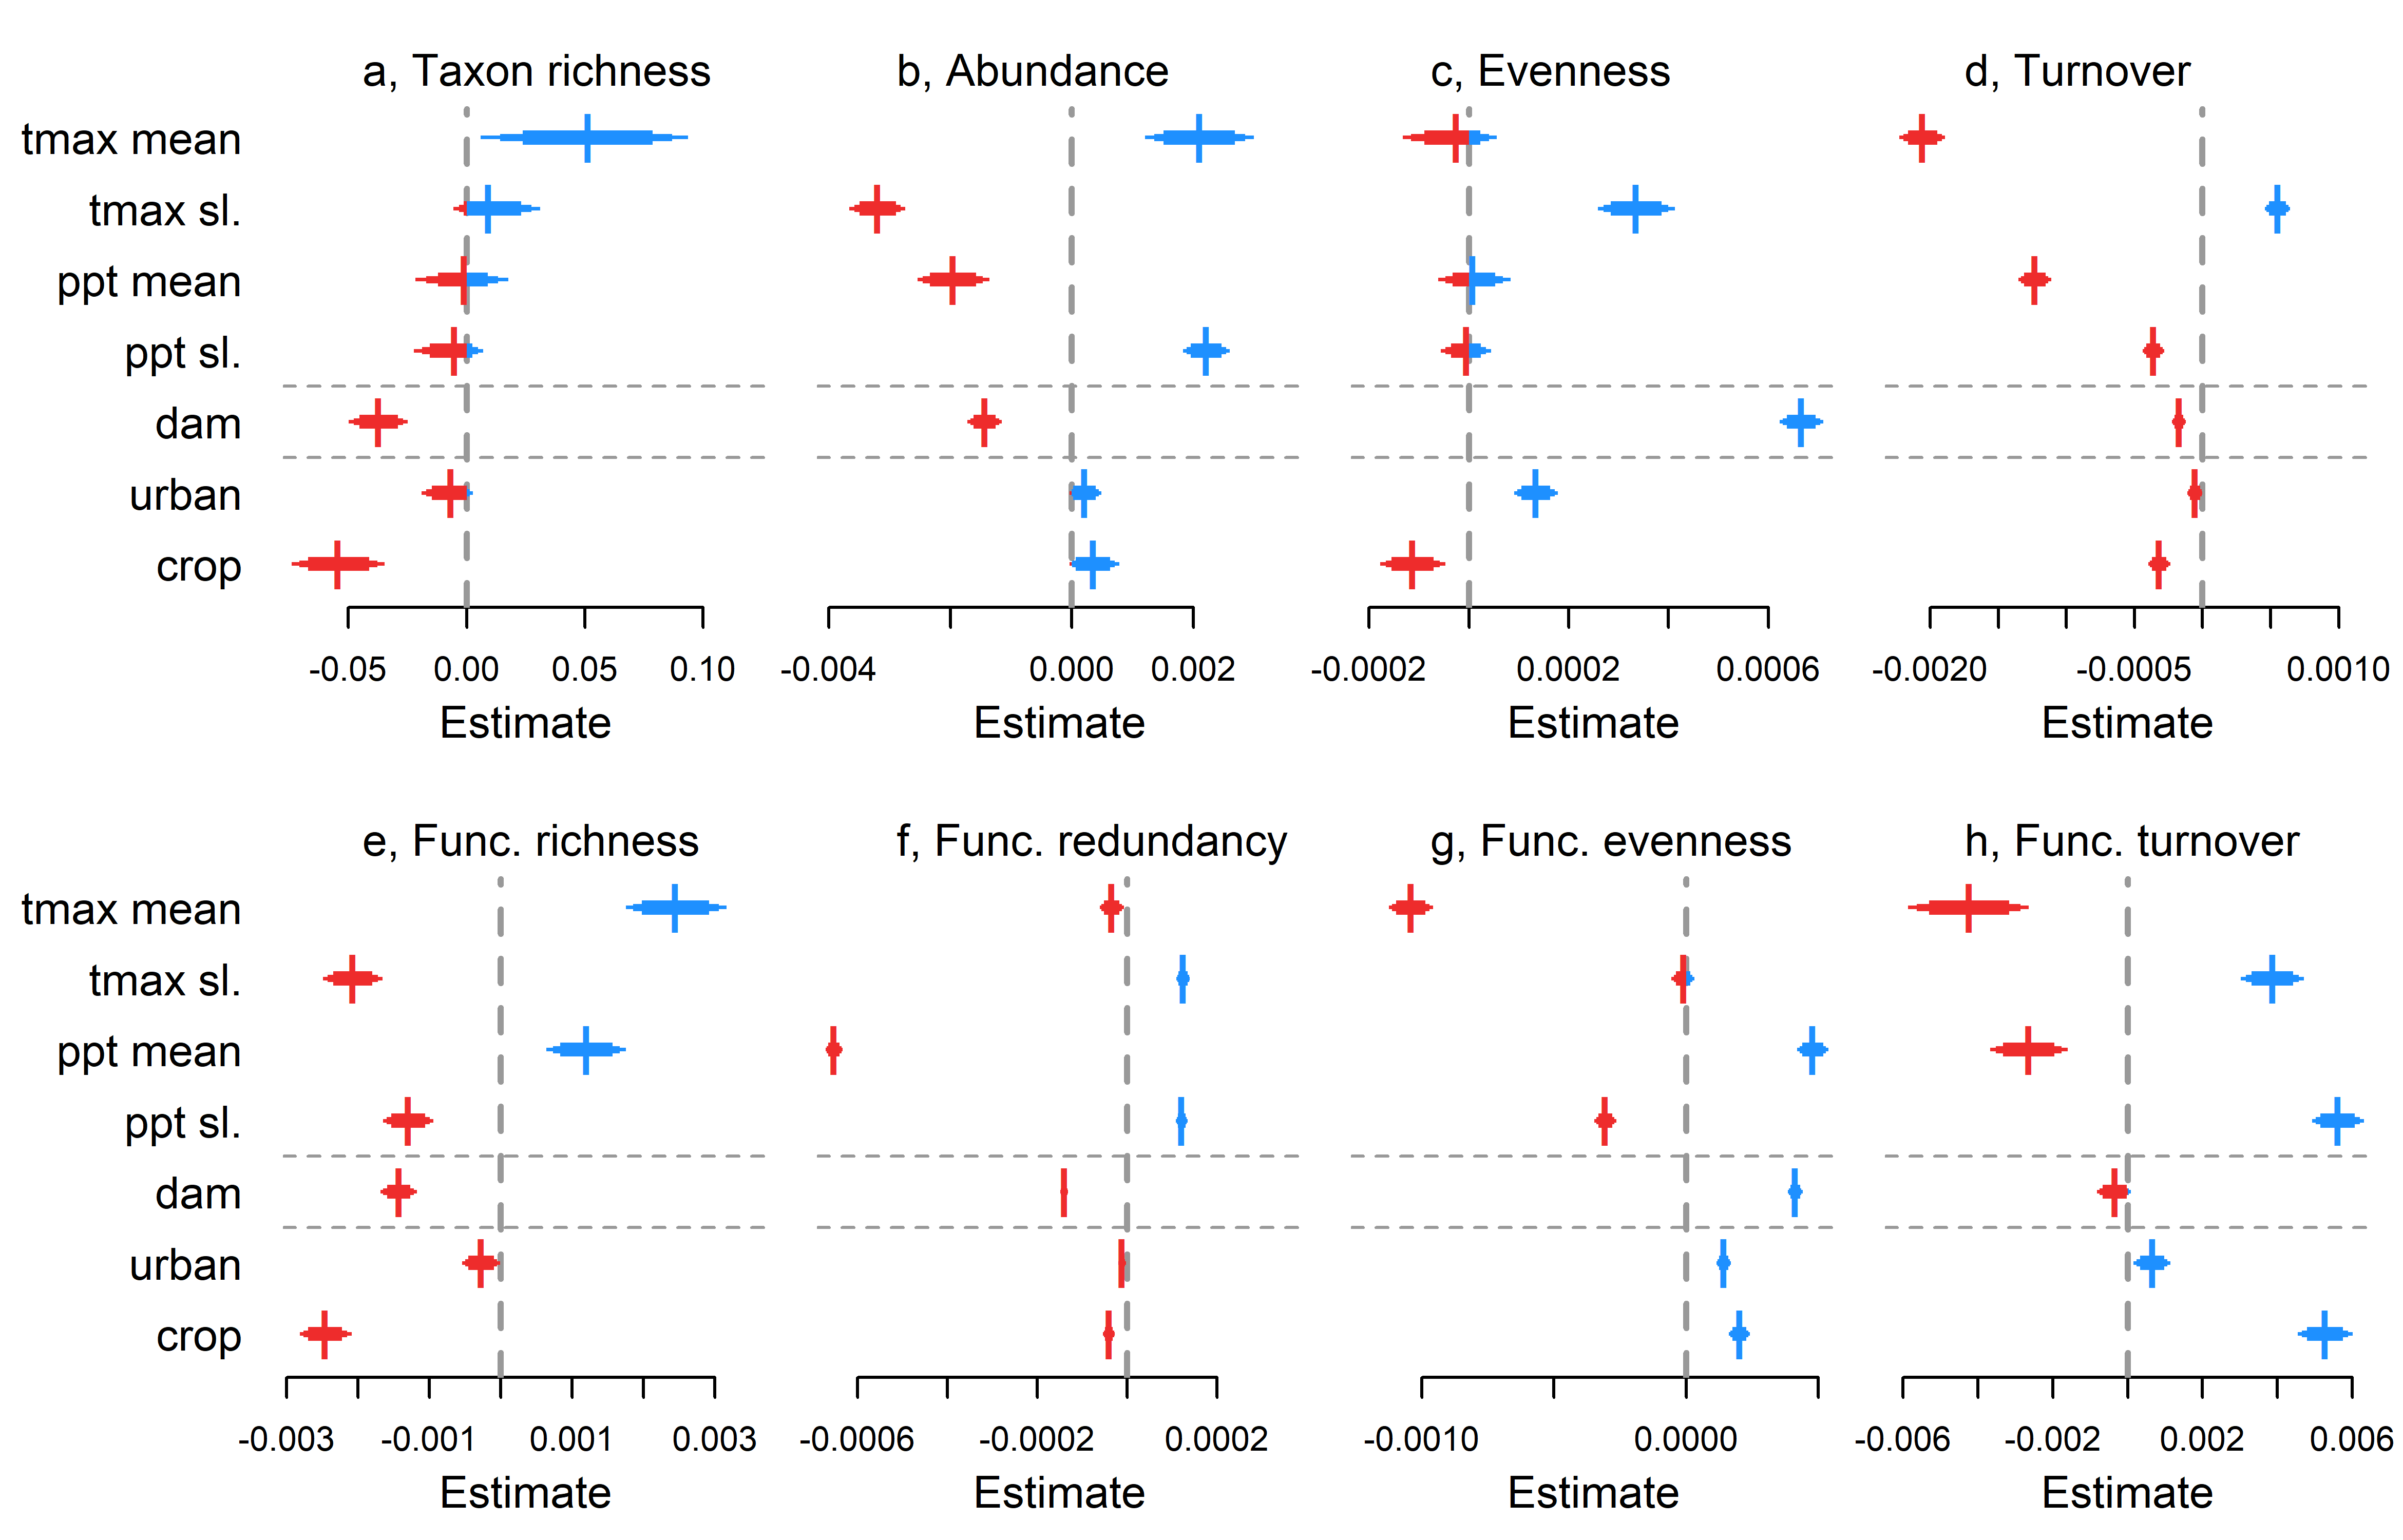 a, Taxon richness b, Abundance c, Evenness d, Turnover
tmax mean
tmax sl.
ppt mean
ppt sl.
dam
urban
crop
-0.05 0.00 0.05 0.10 -0.004 0.000 0.002 -0.0002 0.0002 0.0006 -0.0020 -0.0005 0.0010
Estimate Estimate Estimate Estimate
e, Func. richness f, Func. redundancy g, Func. evenness h, Func. turnover
tmax mean
tmax sl.
ppt mean
ppt sl.
dam
urban
crop
-0.003 -0.001 0.001 0.003 -0.0006 -0.0002 0.0002 -0.0010 0.0000 -0.006 -0.002 0.002 0.006
Estimate Estimate Estimate Estimate